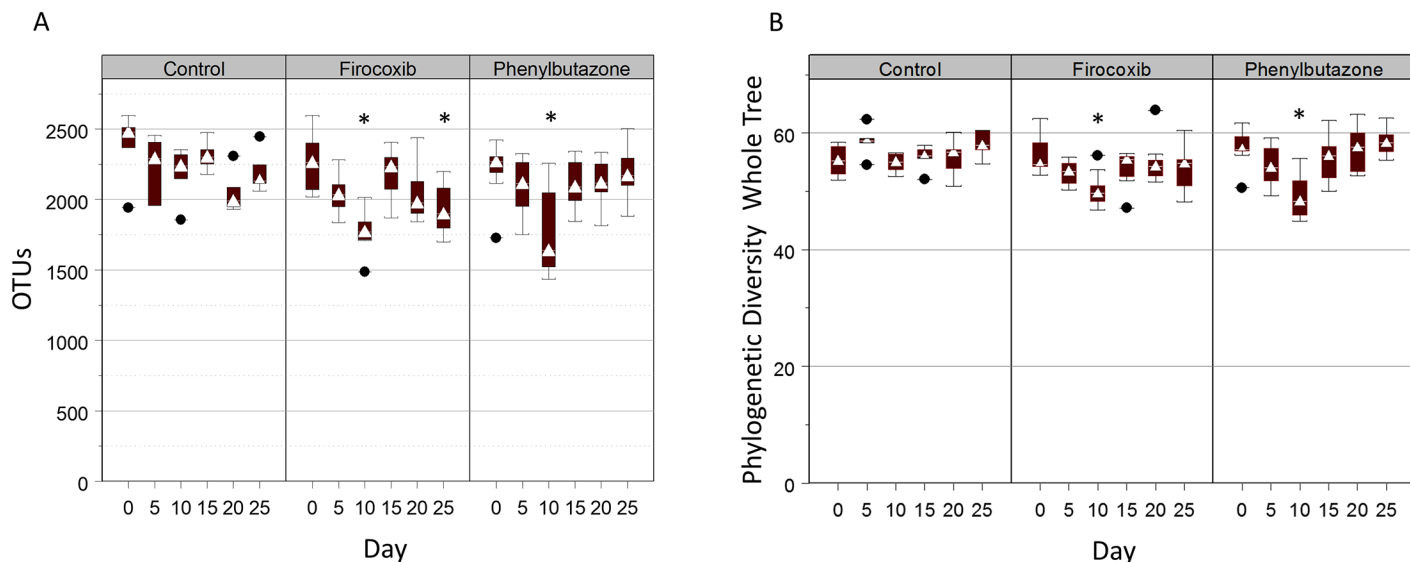 A
Control Firocoxib Phenylbutazone
* * *
OTUs
2500
2000
1500
1000
500
0
0 5 10 15 20 25 0 5 10 15 20 25 0 5 10 15 20 25
Day
B
Control Firocoxib Phenylbutazone
* *
Phylogenetic Diversity Whole Tree
60
40
20
0
0 5 10 15 20 25 0 5 10 15 20 25 0 5 10 15 20 25
Day